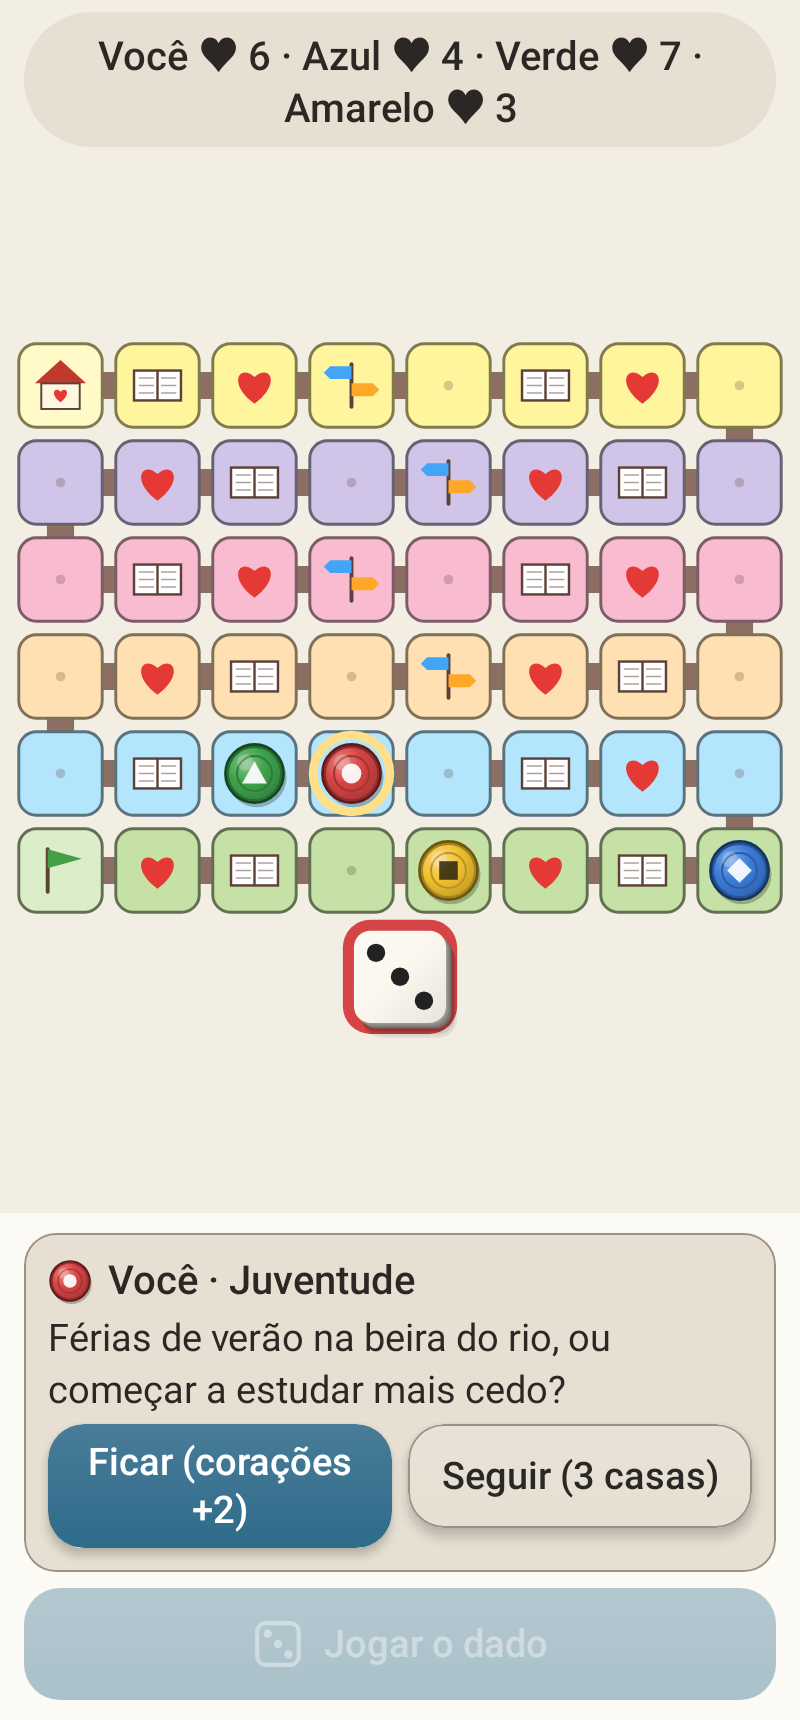 Você ♥ 6 · Azul ♥ 4 · Verde ♥ 7 ·
Amarelo ♥ 3
Você · Juventude
Férias de verão na beira do rio, ou
começar a estudar mais cedo?
Ficar (corações
+2)
Seguir (3 casas)
Jogar o dado